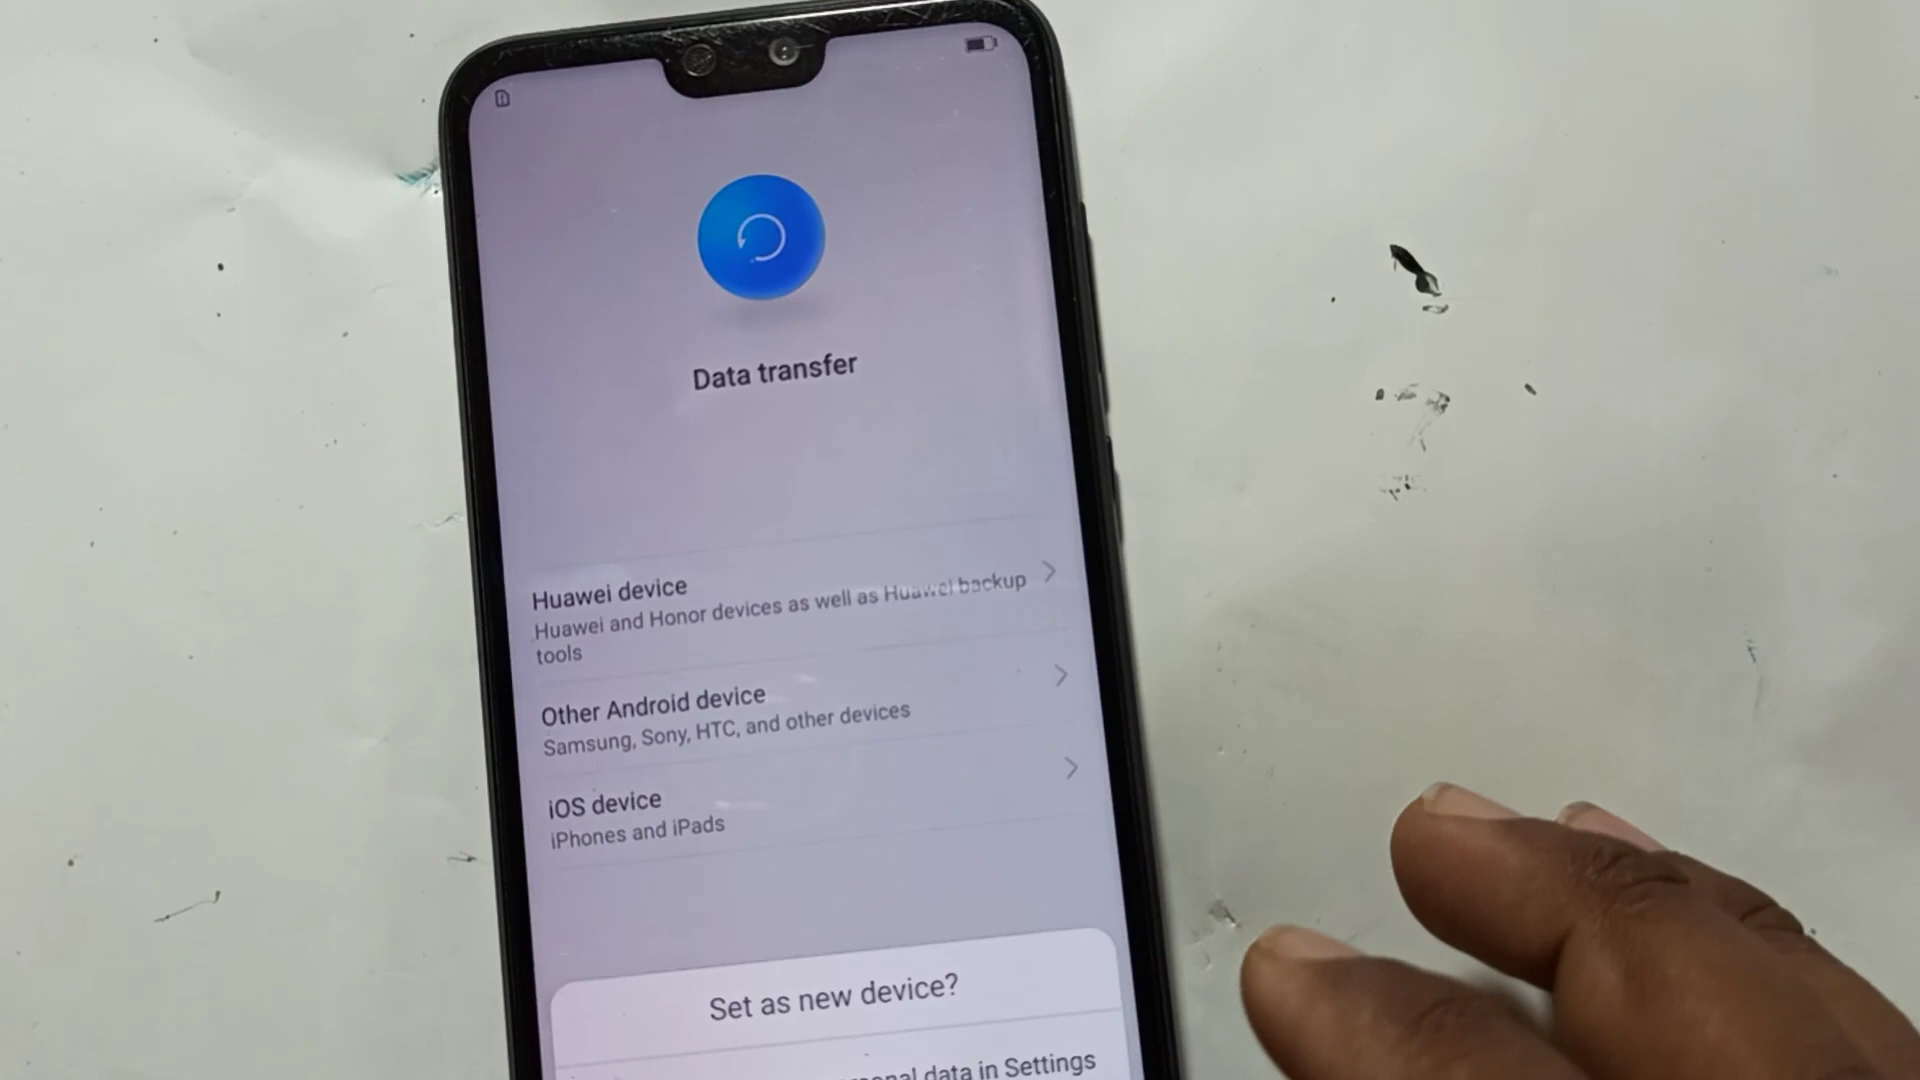 Data transfer
Huawei device
Huawei and Honor devices as well as Huawei backup
tools
Other Android device
Samsung, Sony, HTC, and other devices
iOS device
iPhones and iPads
Set as new device?
data in Settings